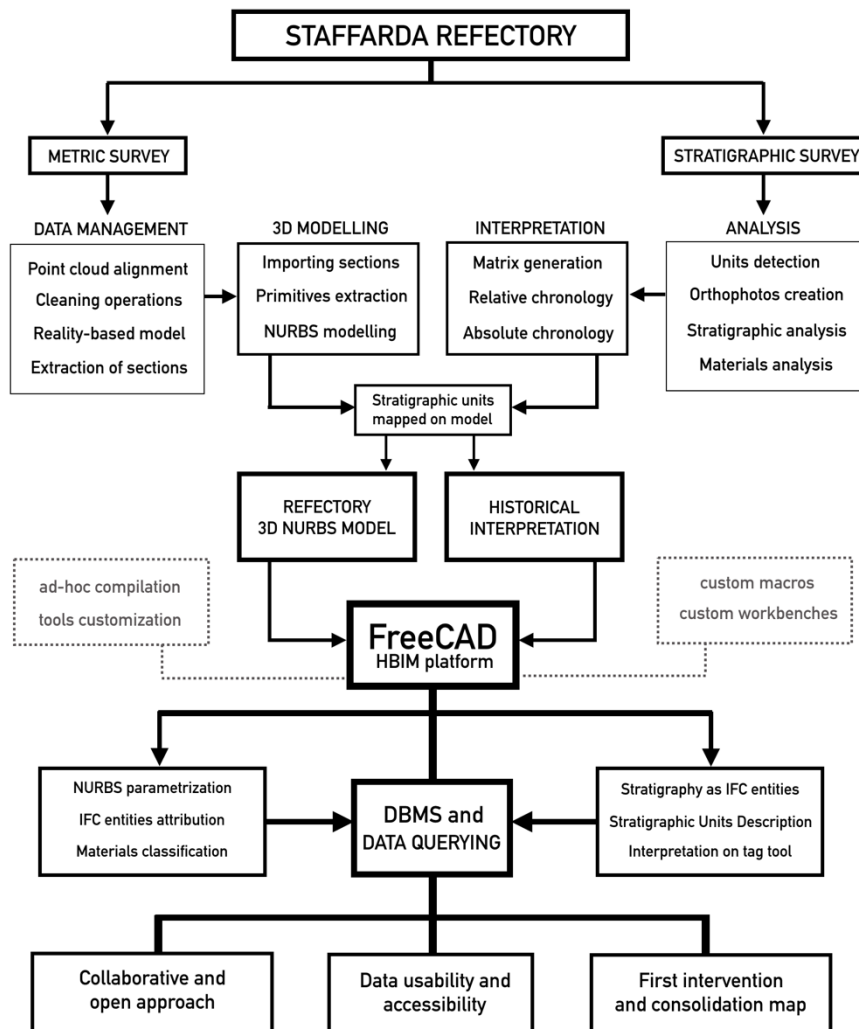 STAFFARDA REFECTORY
METRIC SURVEY
STRATIGRAPHIC SURVEY
DATA MANAGEMENT
Point cloud alignment
Cleaning operations
Reality-based model
Extraction of sections
3D MODELLING
Importing sections
Primitives extraction
NURBS modelling
INTERPRETATION
Matrix generation
Relative chronology
Absolute chronology
ANALYSIS
Units detection
Orthophotos creation
Stratigraphic analysis
Materials analysis
Stratigraphic units
mapped on model
REFECTORY
3D NURBS MODEL
HISTORICAL
INTERPRETATION
ad-hoc compilation
tools customization
custom macros
custom workbenches
FreeCAD
HBIM platform
NURBS parametrization
IFC entities attribution
Materials classification
DBMS and
DATA QUERYING
Stratigraphy as IFC entities
Stratigraphic Units Description
Interpretation on tag tool
Collaborative and
open approach
Data usability and
accessibility
First intervention
and consolidation map